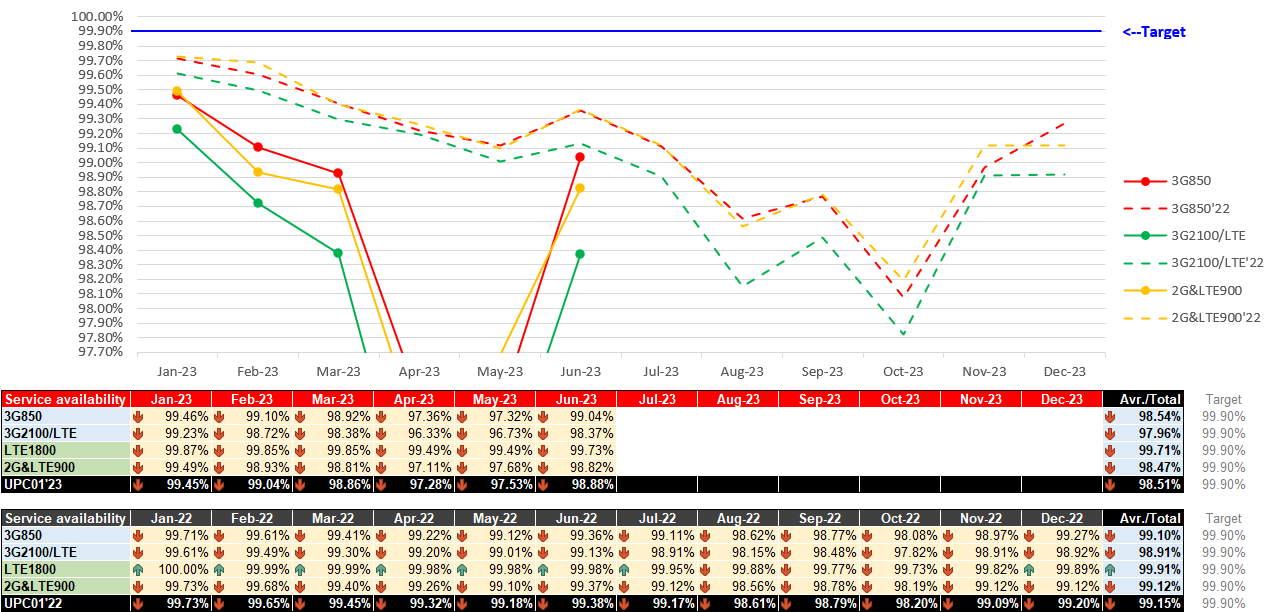 100.00%
99.90%
<--Target
99.80%
99.70%
99.60%
99.50%
99.40%
99.30%
99.20%
99.10%
99.00%
98.90%
98.80%
98.70%
98.60%
98.50%
98.40%
98.30%
98.20%
98.10%
98.00%
97.90%
97.80%
97.70%
3G850
3G850'22
3G2100/LTE
3G2100/LTE'22
2G&LTE900
2G&LTE900'22
Jan-23 Feb-23 Mar-23 Apr-23 May-23 Jun-23 Jul-23 Aug-23 Sep-23 Oct-23 Nov-23 Dec-23
Service availability Jan-23 Feb-23 Mar-23 Apr-23 May-23 Jun-23 Jul-23 Aug-23 Sep-23 Oct-23 Nov-23 Dec-23 Avr./Total Target
3G850 99.46% 99.10% 98.92% 97.36% 97.32% 99.04% 98.54% 99.90%
3G2100/LTE 99.23% 98.72% 98.38% 96.33% 96.73% 98.37% 97.96% 99.90%
LTE1800 99.87% 99.85% 99.85% 99.49% 99.49% 99.73% 99.71% 99.90%
2G&LTE900 99.49% 98.93% 98.81% 97.11% 97.68% 98.82% 98.47% 99.90%
UPC01'23 99.45% 99.04% 98.86% 97.28% 97.53% 98.88% 98.51% 99.90%
Service availability Jan-22 Feb-22 Mar-22 Apr-22 May-22 Jun-22 Jul-22 Aug-22 Sep-22 Oct-22 Nov-22 Dec-22 Avr./Total Target
3G850 99.71% 99.61% 99.41% 99.22% 99.12% 99.36% 99.11% 98.62% 98.77% 98.08% 98.97% 99.27% 99.10% 99.90%
3G2100/LTE 99.61% 99.49% 99.30% 99.20% 99.01% 99.13% 98.91% 98.15% 98.48% 97.82% 98.91% 98.92% 98.91% 99.90%
LTE1800 100.00% 99.99% 99.99% 99.98% 99.98% 99.98% 99.95% 99.88% 99.77% 99.73% 99.82% 99.89% 99.91% 99.90%
2G&LTE900 99.73% 99.68% 99.40% 99.26% 99.10% 99.37% 99.12% 98.56% 98.78% 98.19% 99.12% 99.12% 99.12% 99.90%
UPC01'22 99.73% 99.65% 99.45% 99.32% 99.18% 99.38% 99.17% 98.61% 98.79% 98.20% 99.09% 99.20% 99.15% 99.90%